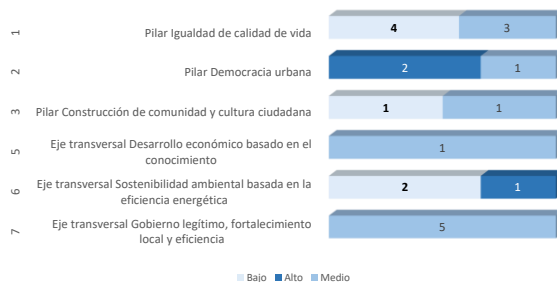 1 Pilar Igualdad de calidad de vida 4 3
2 Pilar Democracia urbana 2 1
3 Pilar Construcción de comunidad y cultura ciudadana 1 1
5 Eje transversal Desarrollo económico basado en el
conocimiento 1
6 Eje transversal Sostenibilidad ambiental basada en la
eficiencia energética 2 1
7 Eje transversal Gobierno legítimo, fortalecimiento
local y eficiencia 5
Bajo Alto Medio